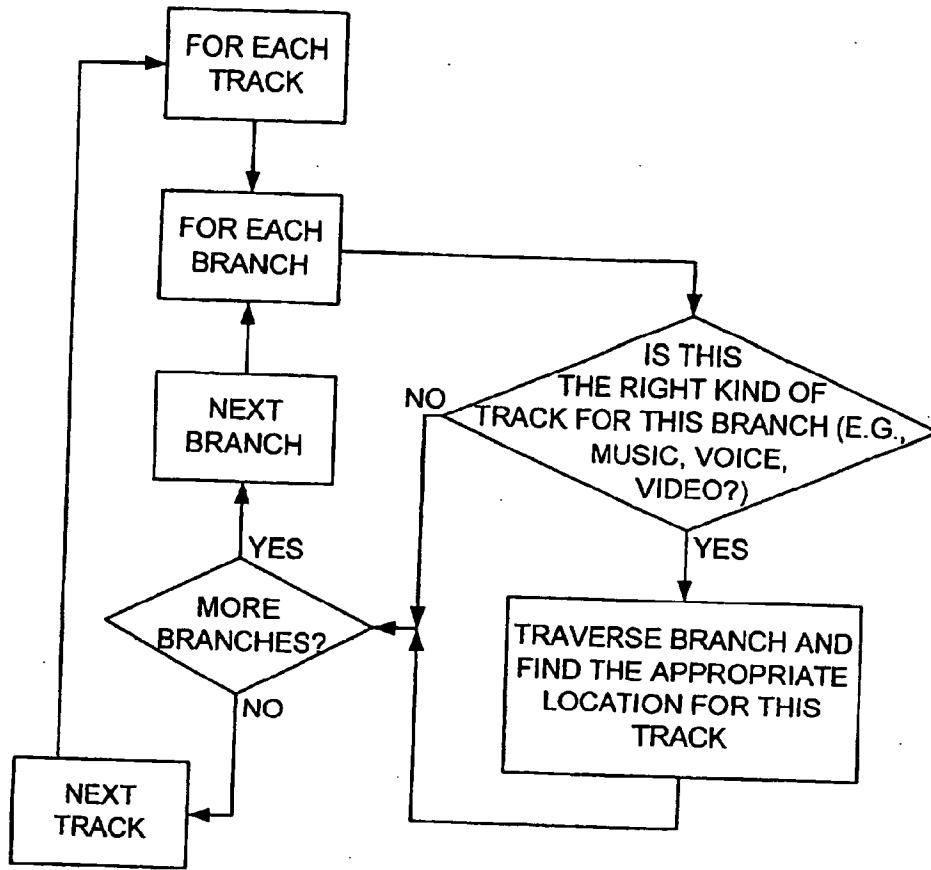 FOR EACH
TRACK
FOR EACH
BRANCH
IS THIS
THE RIGHT KIND OF
TRACK FOR THIS BRANCH (E.G.,
MUSIC, VOICE,
VIDEO?)
NO
YES
TRAVERSE BRANCH AND
FIND THE APPROPRIATE
LOCATION FOR THIS
TRACK
NEXT
BRANCH
YES
MORE
BRANCHES?
NO
NEXT
TRACK